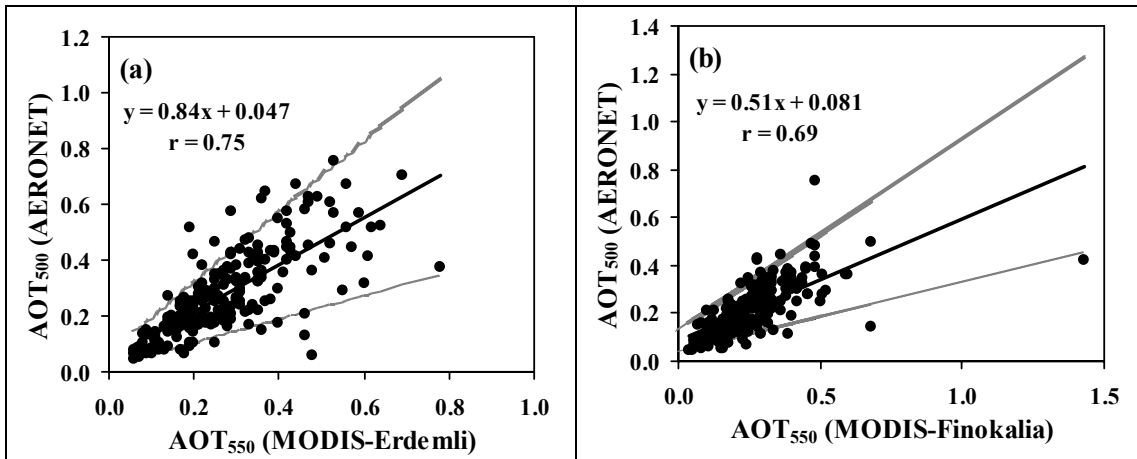 (a)
y = 0.84x + 0.047
r = 0.75
AOT500 (AERONET)
1.2
1.0
0.8
0.6
0.4
0.2
0.0
0.0 0.2 0.4 0.6 0.8 1.0
AOT550 (MODIS-Erdemli)
(b)
y = 0.51x + 0.081
r = 0.69
AOT500 (AERONET)
1.4
1.2
1.0
0.8
0.6
0.4
0.2
0.0
0.0 0.5 1.0 1.5
AOT550 (MODIS-Finokalia)